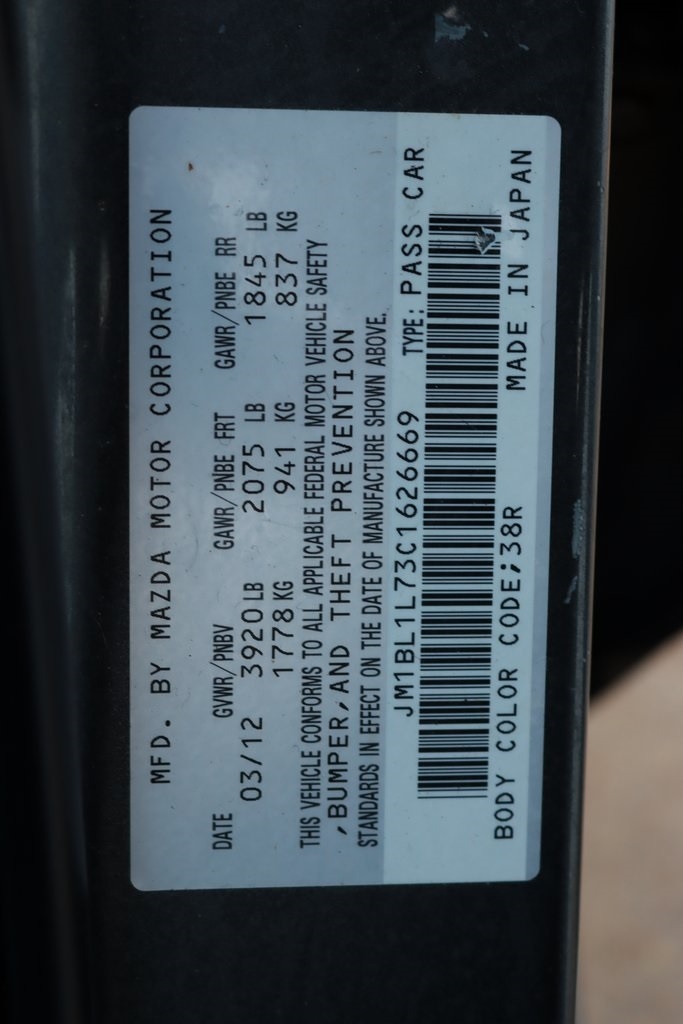 MFD. BY MAZDA MOTOR CORPORATION
DATE GVWR/PNBV GAWR/PNBE FRT GAWR/PNBE RR
03/12 3920 LB 2075 LB 1845 LB
1778 KG 941 KG 837 KG
THIS VEHICLE CONFORMS TO ALL APPLICABLE FEDERAL MOTOR VEHICLE SAFETY
,BUMPER,AND THEFT PREVENTION
STANDARDS IN EFFECT ON THE DATE OF MANUFACTURE SHOWN ABOVE.
JM1BL1L73C1626669 TYPE: PASS CAR
BODY COLOR CODE;38R MADE IN JAPAN